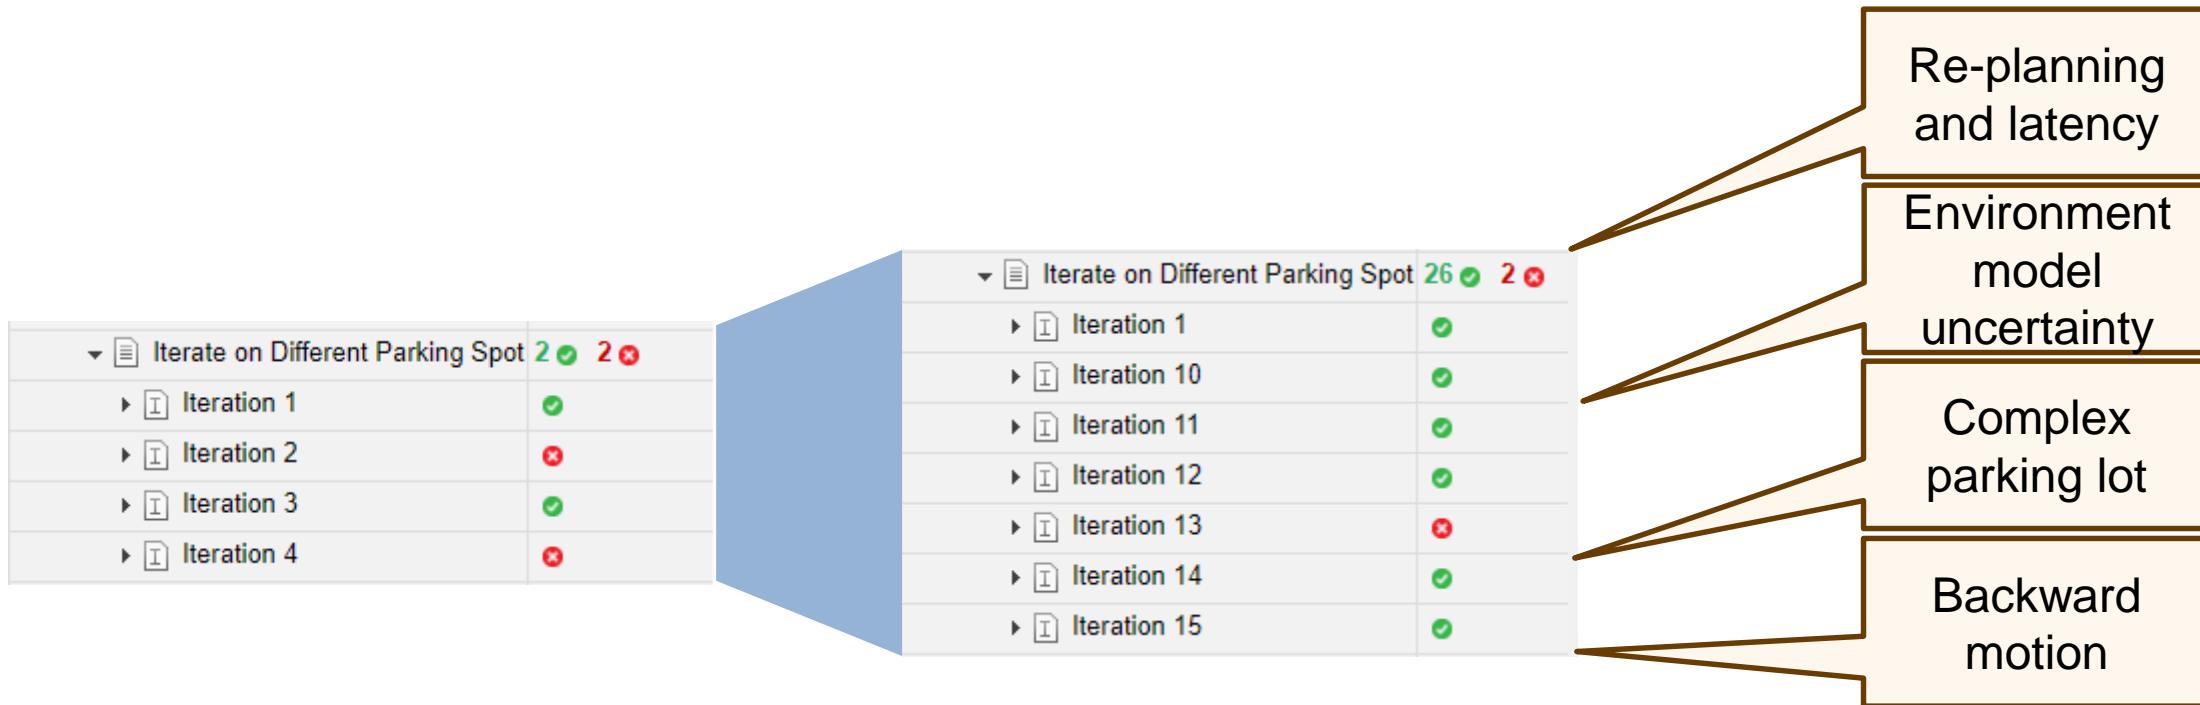 Iterate on Different Parking Spot 2 2
Iteration 1
Iteration 2
Iteration 3
Iteration 4
Iterate on Different Parking Spot 26 2
Iteration 1
Iteration 10
Iteration 11
Iteration 12
Iteration 13
Iteration 14
Iteration 15
Re-planning
and latency
Environment
model
uncertainty
Complex
parking lot
Backward
motion